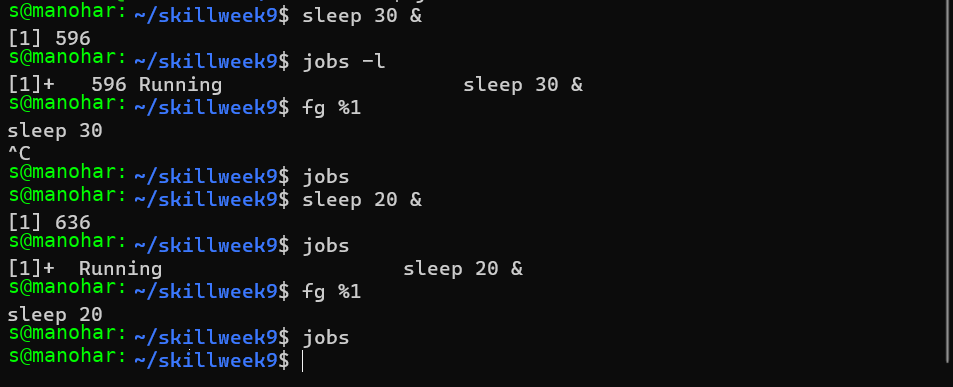 s@manohar:~/skillweek9$ sleep 30 &
[1] 596
s@manohar:~/skillweek9$ jobs -l
[1]+   596 Running                    sleep 30 &
s@manohar:~/skillweek9$ fg %1
sleep 30
^C
s@manohar:~/skillweek9$ jobs
s@manohar:~/skillweek9$ sleep 20 &
[1] 636
s@manohar:~/skillweek9$ jobs
[1]+  Running                    sleep 20 &
s@manohar:~/skillweek9$ fg %1
sleep 20
s@manohar:~/skillweek9$ jobs
s@manohar:~/skillweek9$